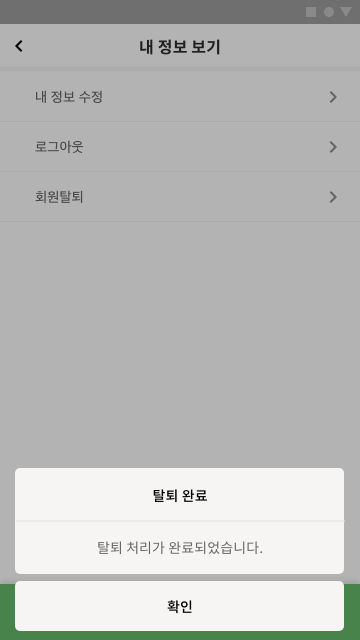 내 정보 보기
내 정보 수정
로그아웃
회원탈퇴
탈퇴 완료
탈퇴 처리가 완료되었습니다.
확인